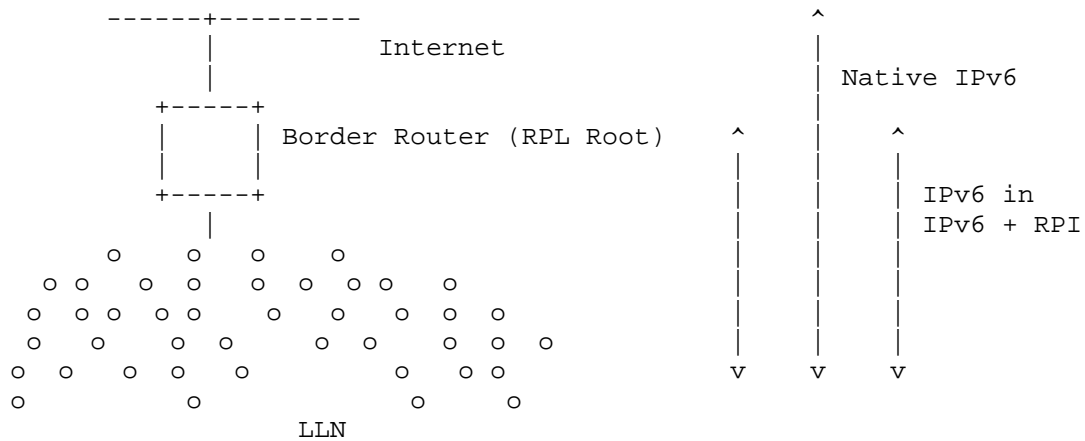 Internet
Native IPv6
Border Router (RPL Root)
IPv6 in
IPv6 + RPI
LLN